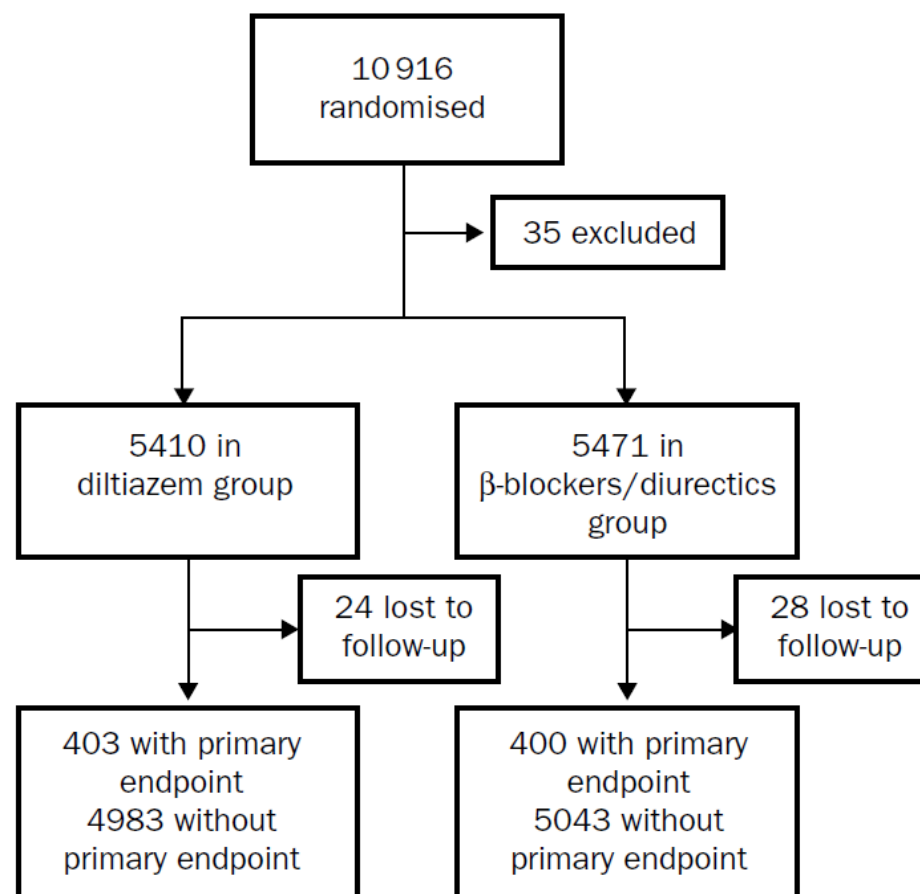 10 916
randomised
35 excluded
5410 in
diltiazem group
5471 in
β-blockers/diurectics
group
24 lost to
follow-up
28 lost to
follow-up
403 with primary
endpoint
4983 without
primary endpoint
400 with primary
endpoint
5043 without
primary endpoint